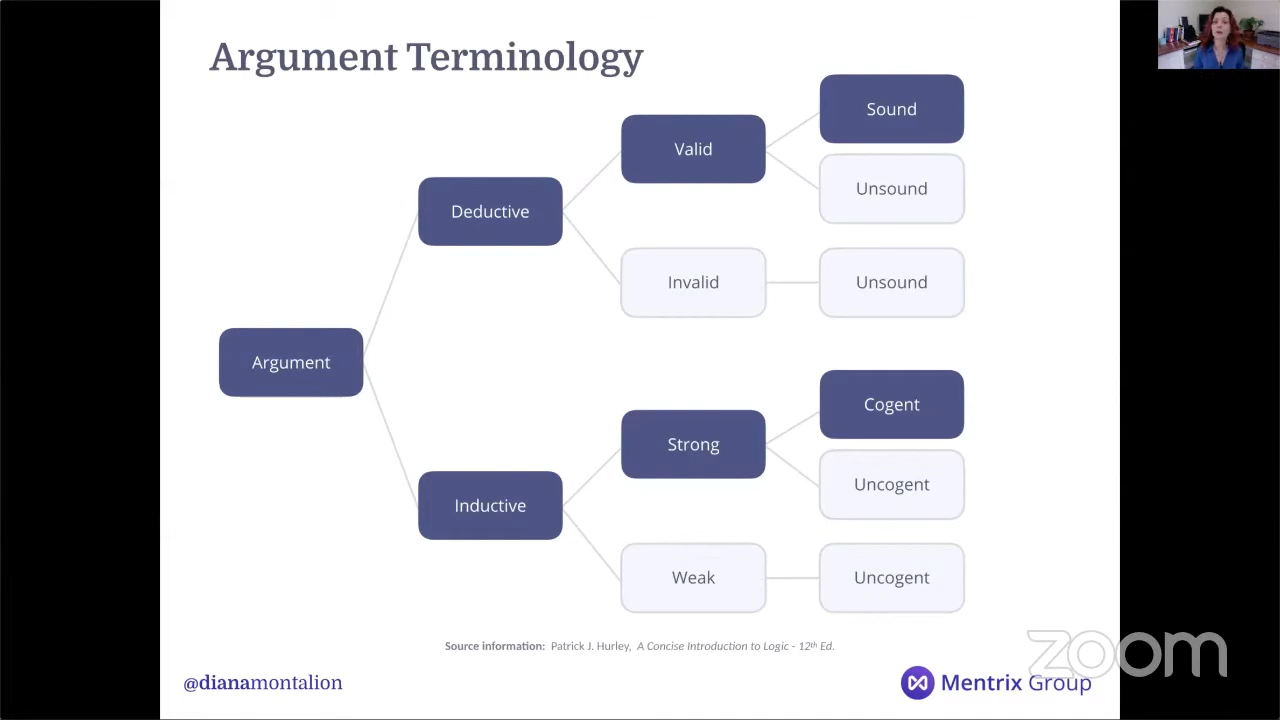 Argument Terminology
Sound
Valid
Unsound
Deductive
Invalid
Unsound
Argument
Cogent
Strong
Uncogent
Inductive
Weak
Uncogent
Source information: Patrick J. Hurley, A Concise Introduction to Logic - 12th Ed.
zoom
@dianamontalion
Mentrix Group